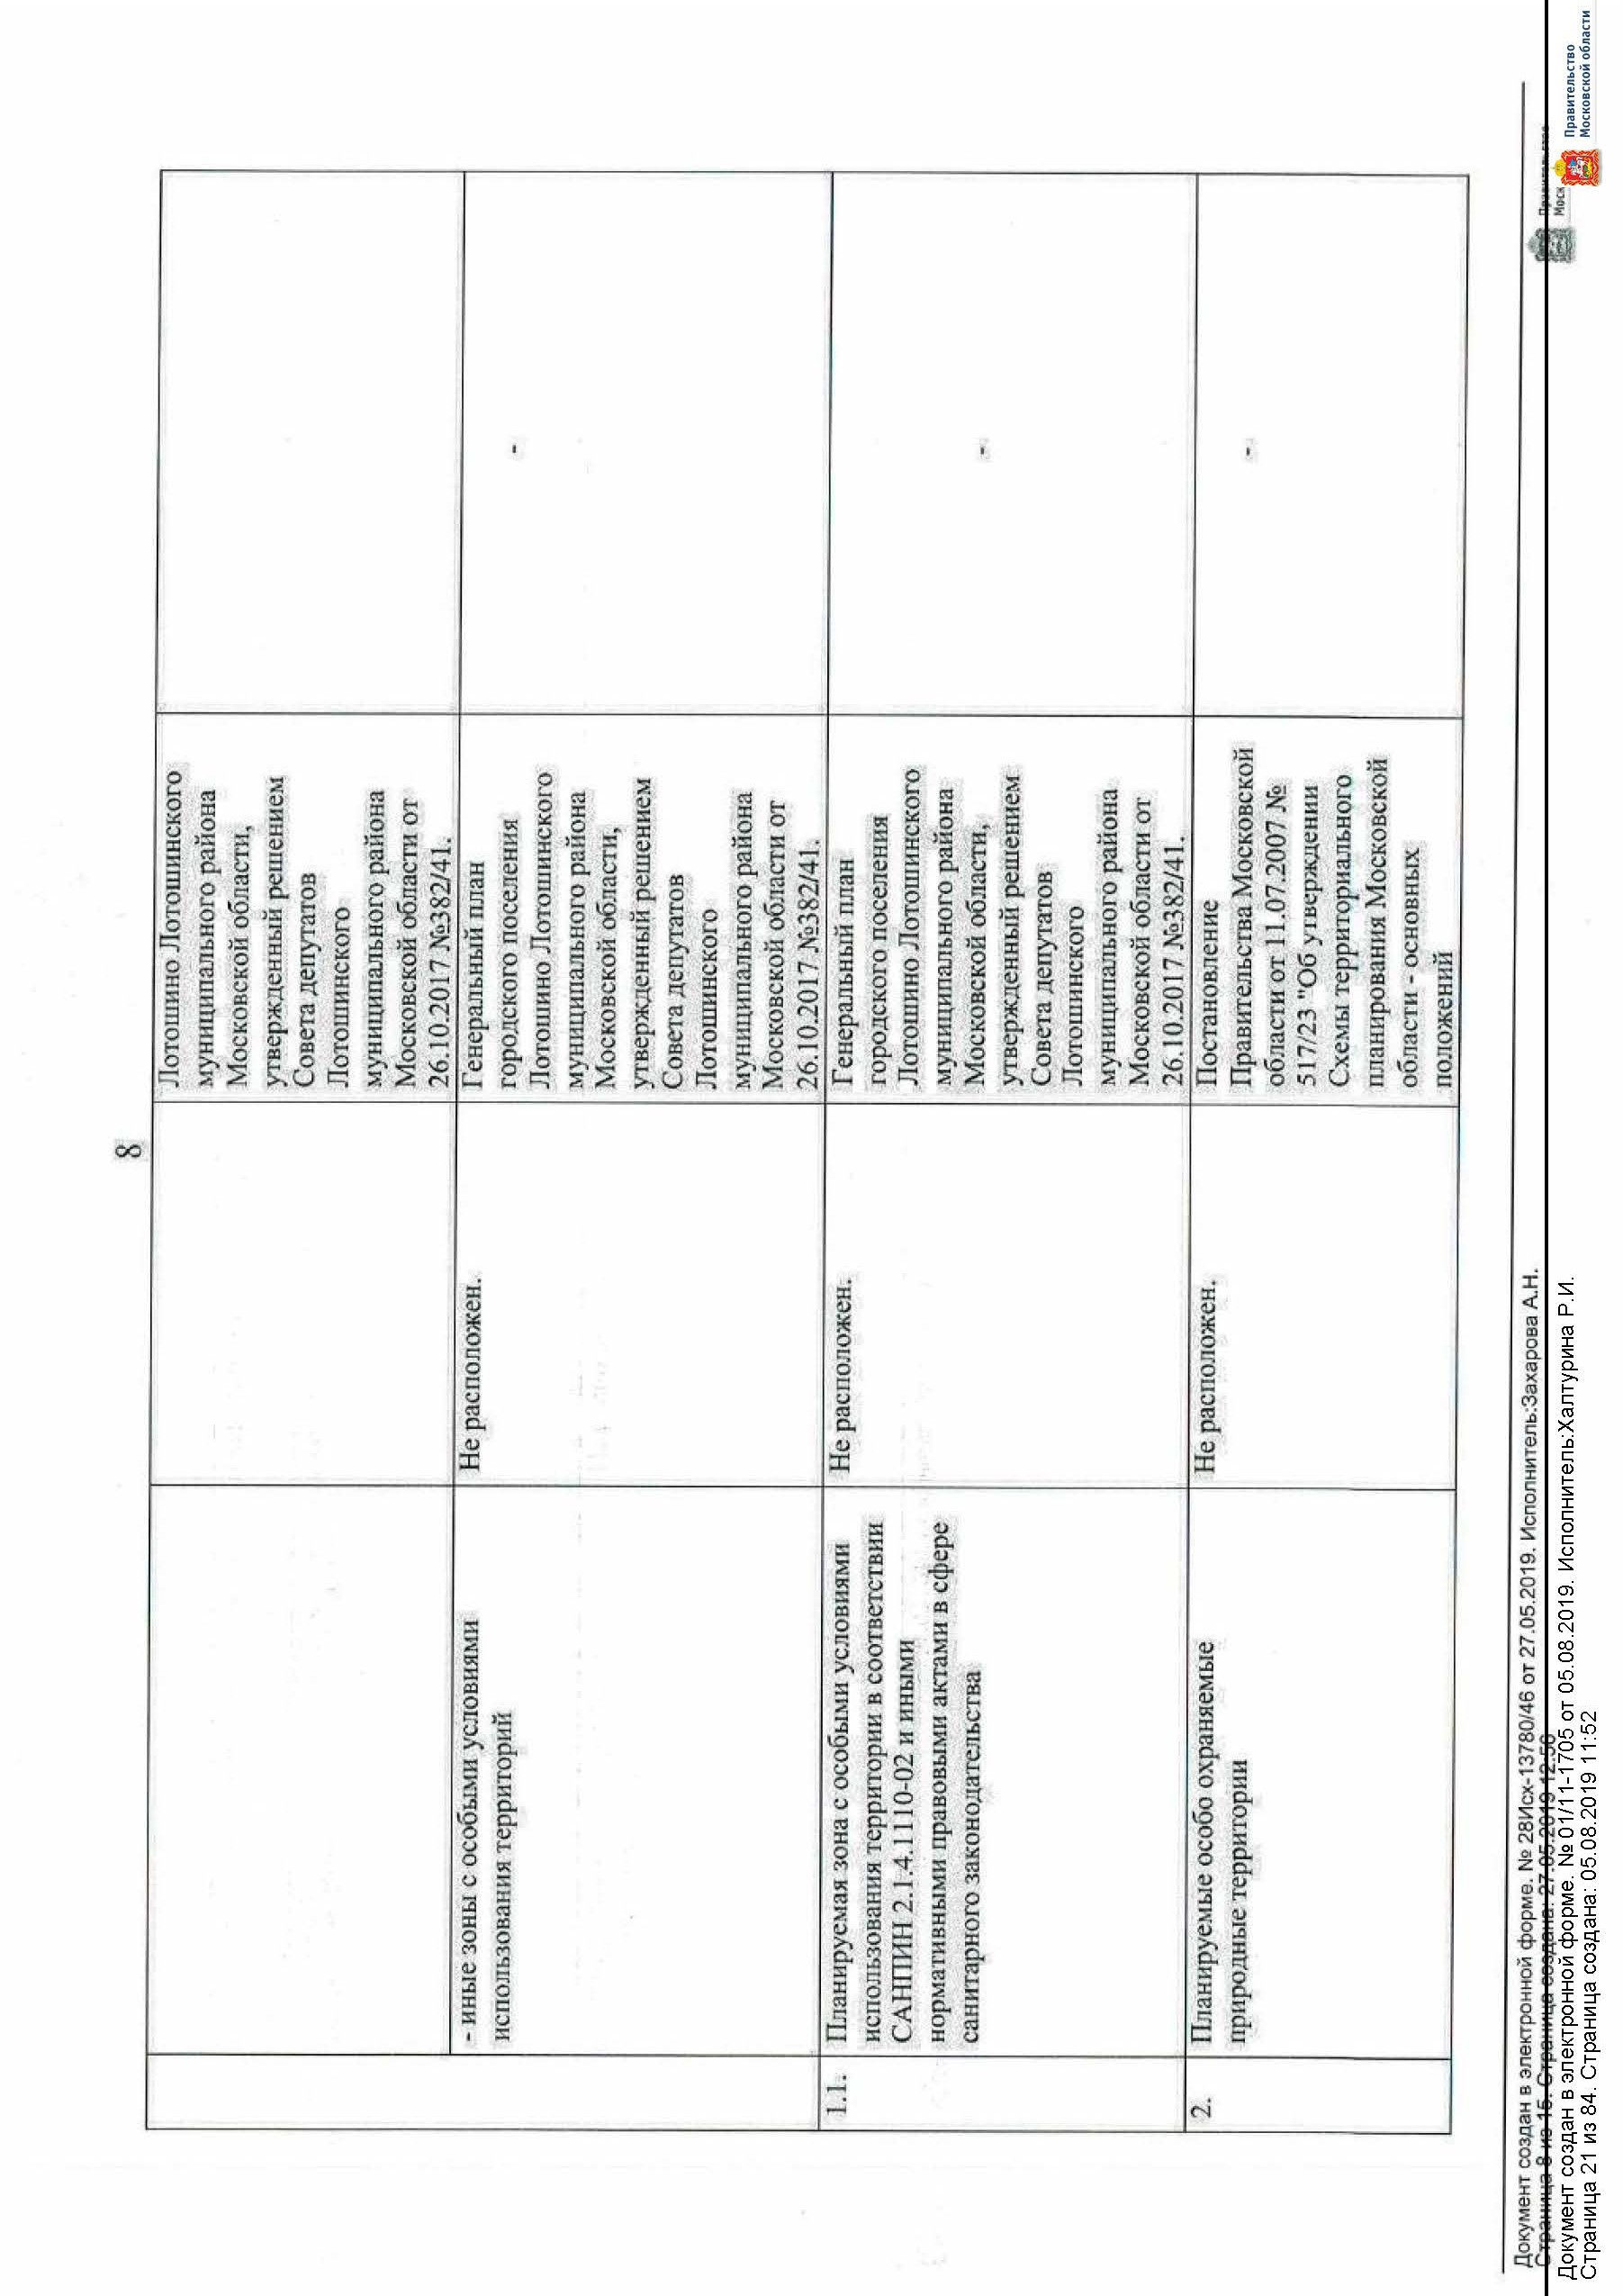 8
Лотошино Лотошинского
муниципального района
Московской области,
утвержденный решением
Совета депутатов
Лотошинского
муниципального района
Московской области от
26.10.2017 №382/41.
- иные зоны с особыми условиями
использования территорий
Не расположен.
Генеральный план
городского поселения
Лотошино Лотошинского
муниципального района
Московской области,
утвержденный решением
Совета депутатов
Лотошинского
муниципального района
Московской области от
26.10.2017 №382/41.
-
1.1.
Планируемая зона с особыми условиями
использования территории в соответствии
САНПИН 2.1.4.1110-02 и иными
нормативными правовыми актами в сфере
санитарного законодательства
Не расположен.
Генеральный план
городского поселения
Лотошино Лотошинского
муниципального района
Московской области,
утвержденный решением
Совета депутатов
Лотошинского
муниципального района
Московской области от
26.10.2017 №382/41.
-
2.
Планируемые особо охраняемые
природные территории
Не расположен.
Постановление
Правительства Московской
области от 11.07.2007 №
517/23 "Об утверждении
Схемы территориального
планирования Московской
области - основных
положений
-
Документ создан в электронной форме. № 28Исх-13780/46 от 27.05.2019. Исполнитель:Захарова А.Н.
Страница 8 из 15. Страница создана: 27.05.2019 12:56
Документ создан в электронной форме. № 01/11-1705 от 05.08.2019. Исполнитель:Халтурина Р.И.
Страница 21 из 84. Страница создана: 05.08.2019 11:52
Правительство
Моск
Правительство
Московской области